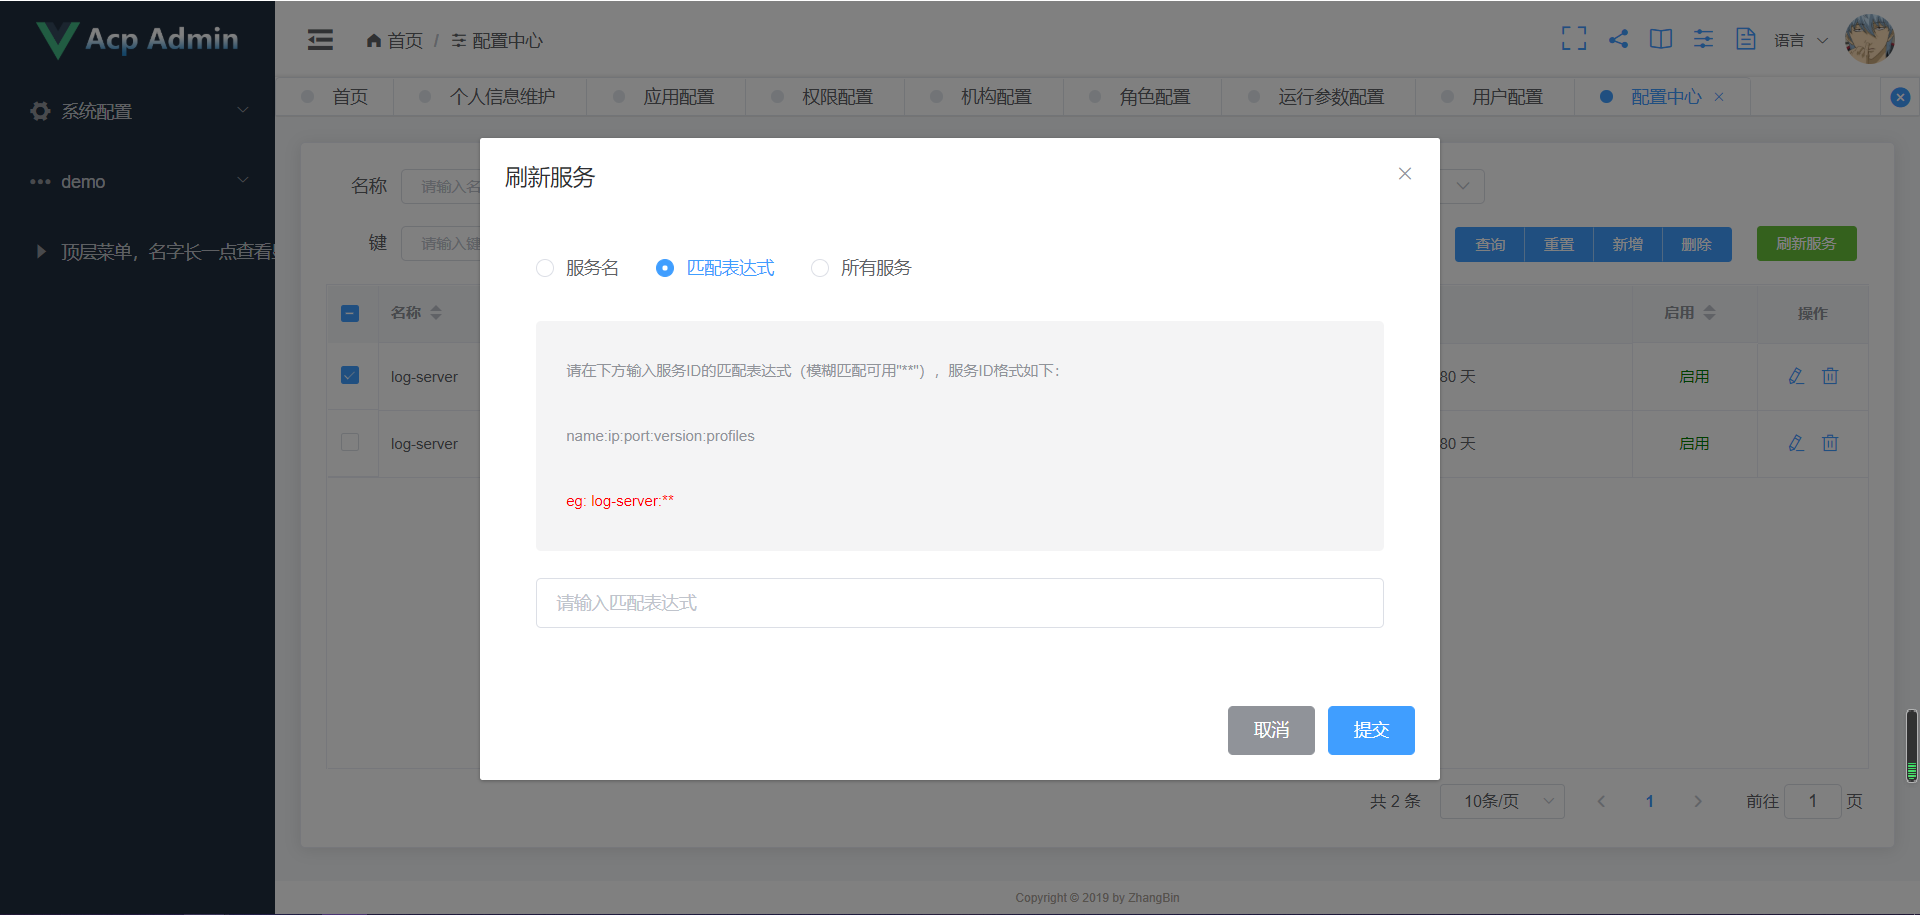 Acp Admin
首页 / 配置中心
语言
系统配置
demo
顶层菜单，名字长一点查看
首页
个人信息维护
应用配置
权限配置
机构配置
角色配置
运行参数配置
用户配置
配置中心
名称
请输入名
键
请输入键
查询
重置
新增
删除
刷新服务
名称
启用
操作
log-server
80 天
启用
log-server
80 天
启用
刷新服务
服务名
匹配表达式
所有服务
请在下方输入服务ID的匹配表达式（模糊匹配可用"**"），服务ID格式如下：
name:ip:port:version:profiles
eg: log-server:**
请输入匹配表达式
取消
提交
共 2 条
10条/页
1
前往 1 页
Copyright © 2019 by ZhangBin